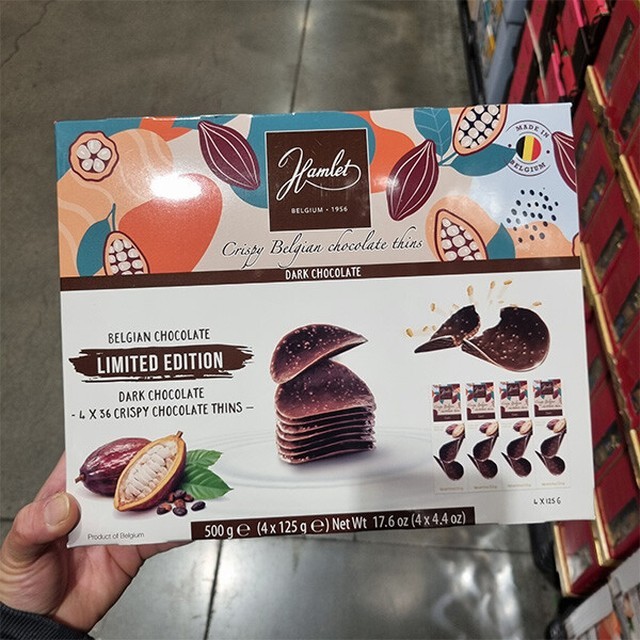 MADE IN
BELGIUM
Hamlet
BELGIUM • 1956
Crispy Belgian chocolate thins
DARK CHOCOLATE
BELGIAN CHOCOLATE
LIMITED EDITION
DARK CHOCOLATE
- 4 X 36 CRISPY CHOCOLATE THINS -
4 X 125 G
500 g ℮ (4x 125 g ℮) Net Wt 17.6 oz (4x 4.4 oz)
Product of Belgium